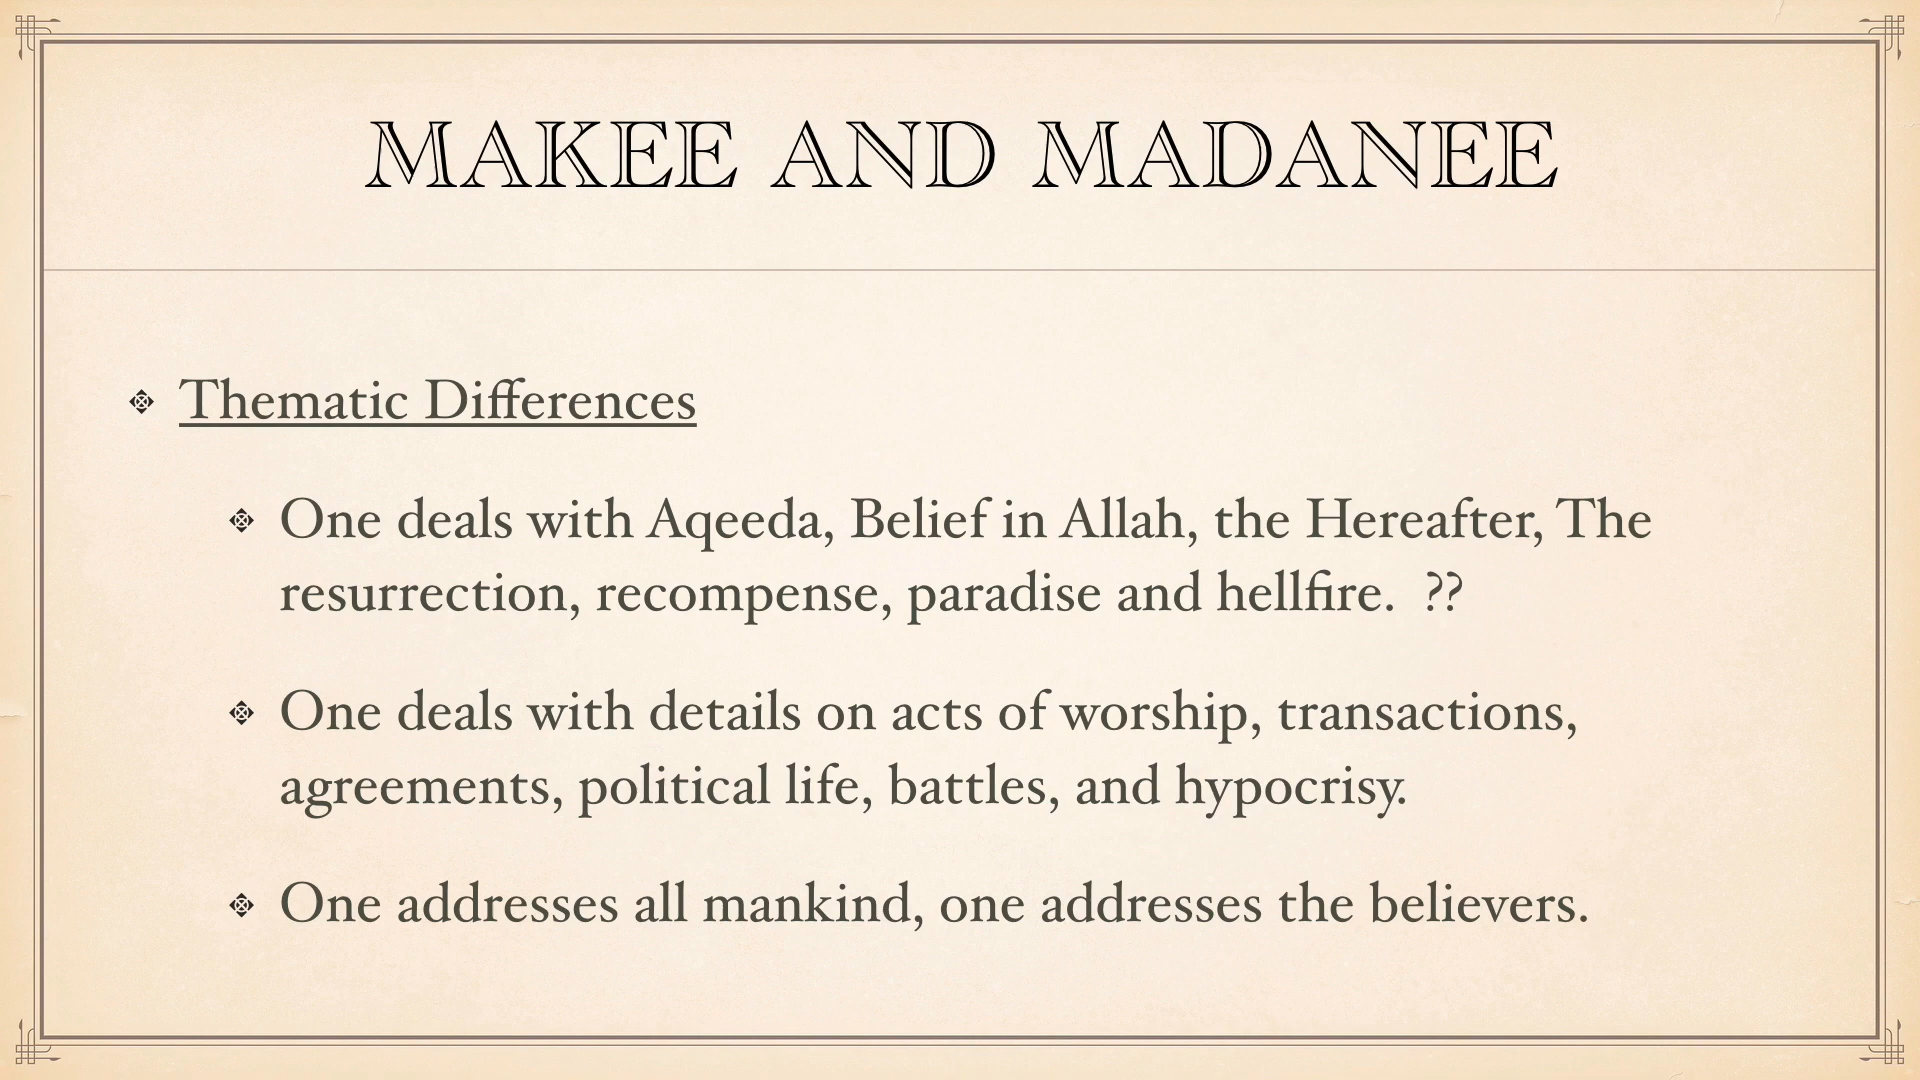 MAKEE AND MADANEE
Thematic Differences
One deals with Aqeeda, Belief in Allah, the Hereafter, The
resurrection, recompense, paradise and hellfire.  ??
One deals with details on acts of worship, transactions,
agreements, political life, battles, and hypocrisy.
One addresses all mankind, one addresses the believers.